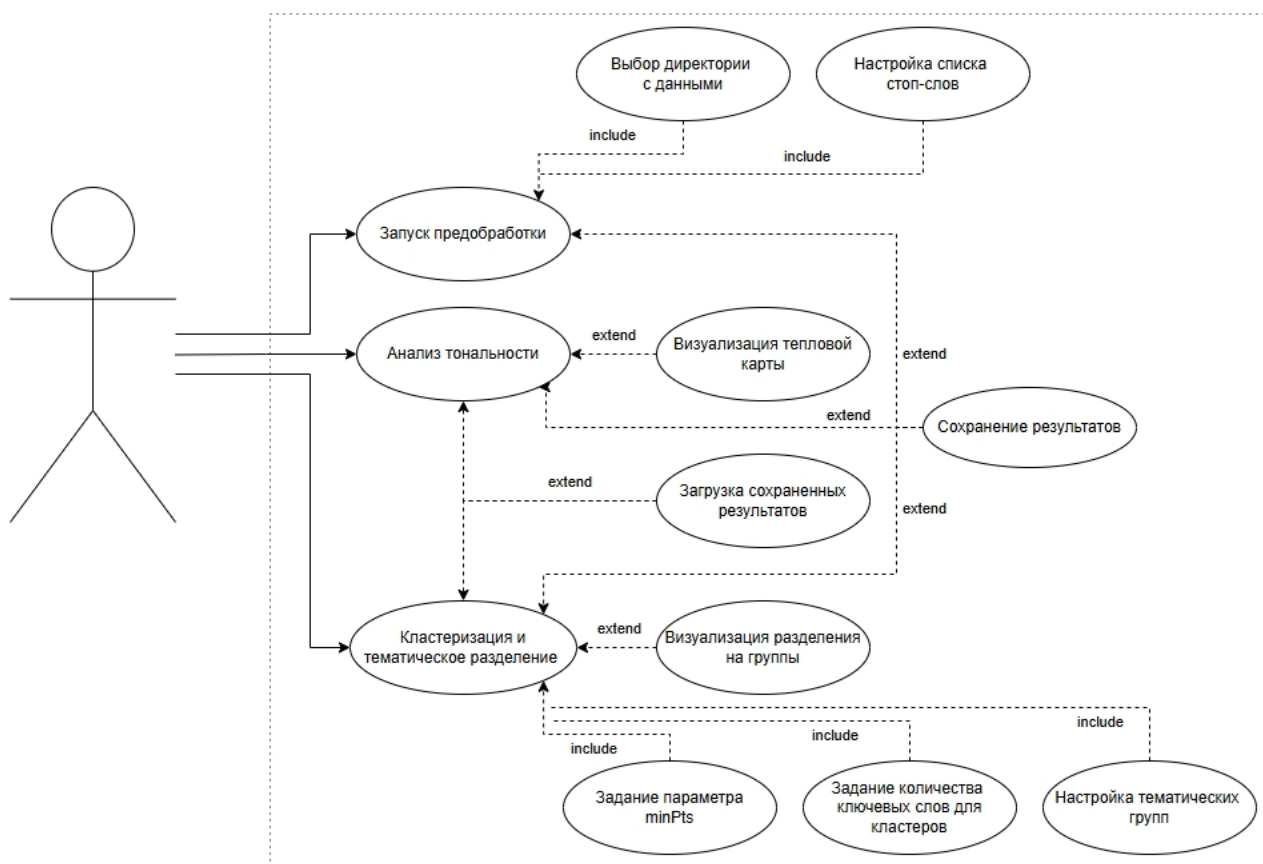 Выбор директории
с данными
Настройка списка
стоп-слов
include
include
Запуск предобработки
Анализ тональности
extend
Визуализация тепловой
карты
extend
extend
Сохранение результатов
extend
Загрузка сохраненных
результатов
extend
Кластеризация и
тематическое разделение
extend
Визуализация разделения
на группы
include
include
include
Задание параметра
minPts
Задание количества
ключевых слов для
кластеров
Настройка тематических
групп